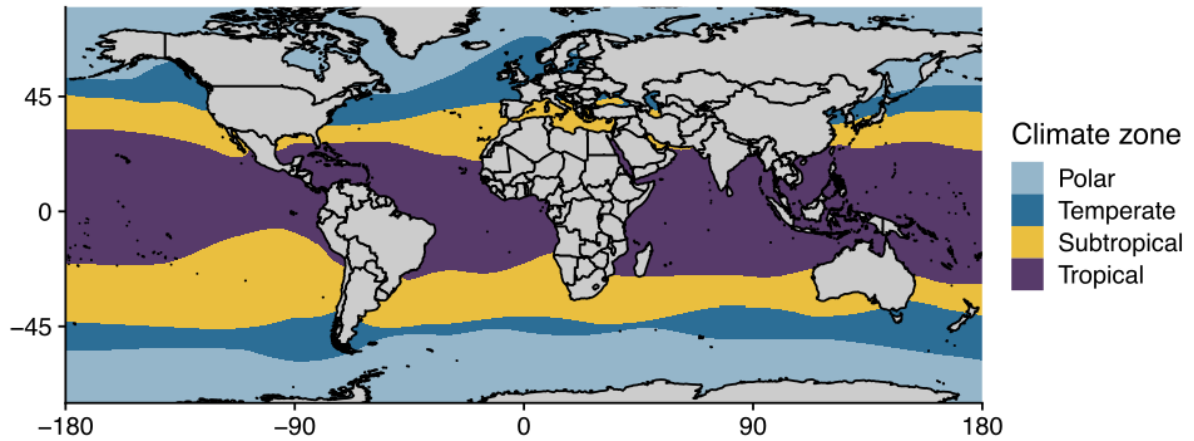 45
0
−45
−180
−90
0
90
180
Climate zone
Polar
Temperate
Subtropical
Tropical